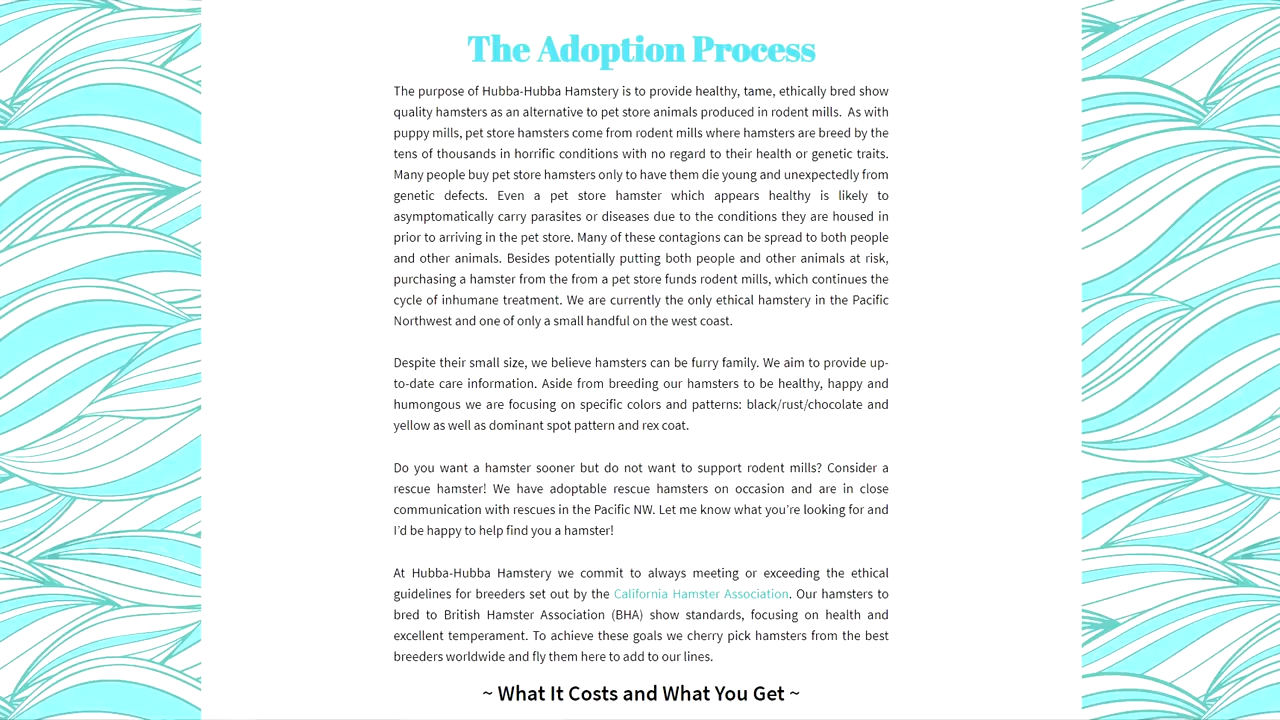 The Adoption Process
The purpose of Hubba-Hubba Hamstery is to provide healthy, tame, ethically bred show
quality hamsters as an alternative to pet store animals produced in rodent mills.  As with
puppy mills, pet store hamsters come from rodent mills where hamsters are breed by the
tens of thousands in horrific conditions with no regard to their health or genetic traits.
Many people buy pet store hamsters only to have them die young and unexpectedly from
genetic defects. Even a pet store hamster which appears healthy is likely to
asymptomatically carry parasites or diseases due to the conditions they are housed in
prior to arriving in the pet store. Many of these contagions can be spread to both people
and other animals. Besides potentially putting both people and other animals at risk,
purchasing a hamster from the from a pet store funds rodent mills, which continues the
cycle of inhumane treatment. We are currently the only ethical hamstery in the Pacific
Northwest and one of only a small handful on the west coast.
Despite their small size, we believe hamsters can be furry family. We aim to provide up-
to-date care information. Aside from breeding our hamsters to be healthy, happy and
humongous we are focusing on specific colors and patterns: black/rust/chocolate and
yellow as well as dominant spot pattern and rex coat.
Do you want a hamster sooner but do not want to support rodent mills? Consider a
rescue hamster! We have adoptable rescue hamsters on occasion and are in close
communication with rescues in the Pacific NW. Let me know what you're looking for and
I'd be happy to help find you a hamster!
At Hubba-Hubba Hamstery we commit to always meeting or exceeding the ethical
guidelines for breeders set out by the California Hamster Association. Our hamsters to
bred to British Hamster Association (BHA) show standards, focusing on health and
excellent temperament. To achieve these goals we cherry pick hamsters from the best
breeders worldwide and fly them here to add to our lines.
~ What It Costs and What You Get ~